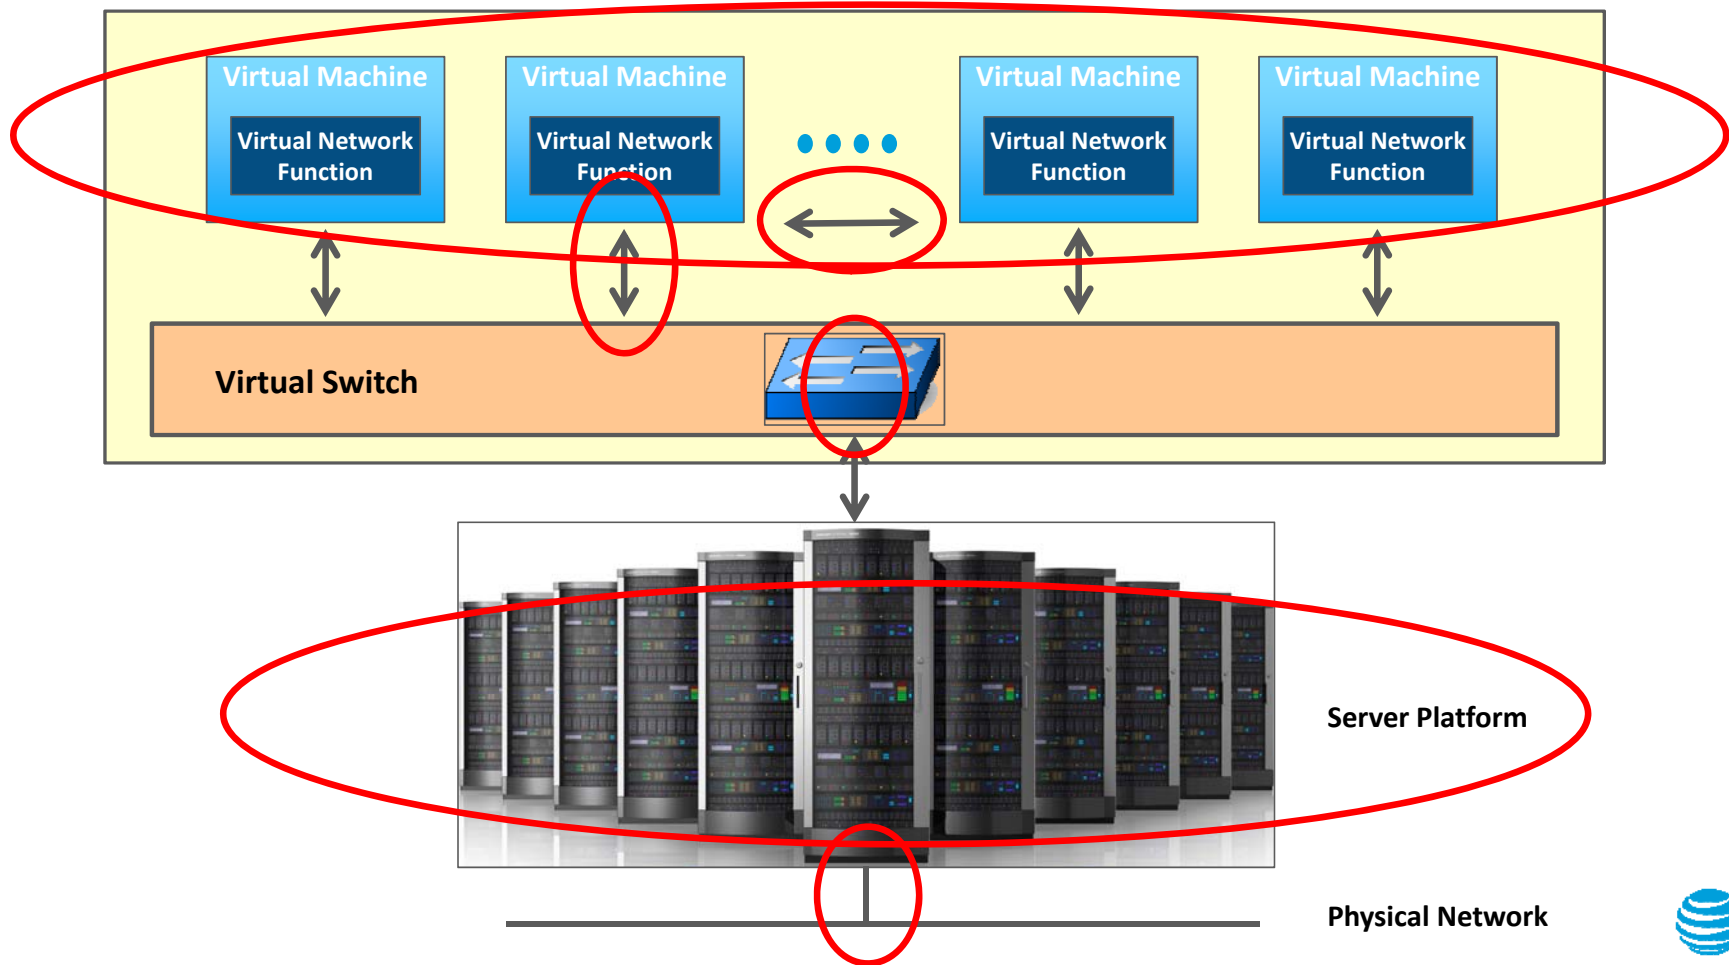 Virtual Machine
Virtual Network
Function
Virtual Machine
Virtual Network
Function
Virtual Machine
Virtual Network
Function
Virtual Machine
Virtual Network
Function
Virtual Switch
Server Platform
Physical Network